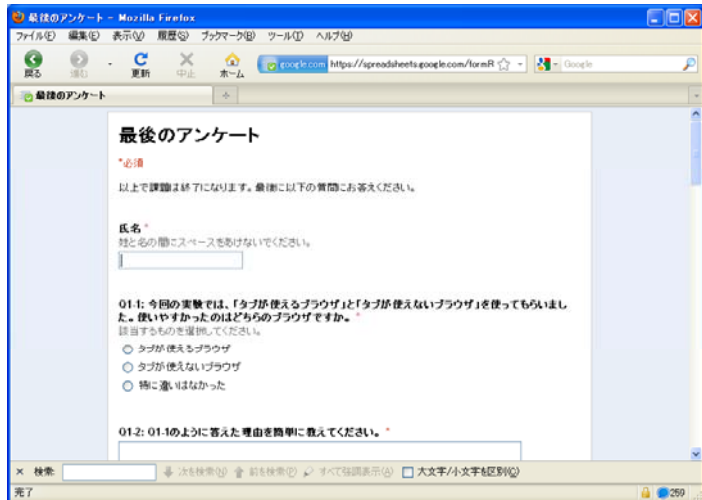 最後のアンケート - Mozilla Firefox
ファイル(F) 編集(E) 表示(V) 履歴(S) ブックマーク(B) ツール(T) ヘルプ(H)
戻る 進む 更新 中止 ホーム google.com https://spreadsheets.google.com/formR Google
最後のアンケート
最後のアンケート
*必須
以上で課題は終了になります。最後に以下の質問にお答えください。
氏名 *
姓と名の間にスペースをあけないでください。
Q1-1: 今回の実験では、「タブが使えるブラウザ」と「タブが使えないブラウザ」を使ってもらいまし
た。使いやすかったのはどちらのブラウザですか。 *
該当するものを選択してください。
タブが使えるブラウザ
タブが使えないブラウザ
特に違いはなかった
Q1-2: Q1-1のように答えた理由を簡単に教えてください。 *
× 検索: 次を検索(N) 前を検索(P) すべて強調表示(A) 大文字/小文字を区別(C)
完了 259